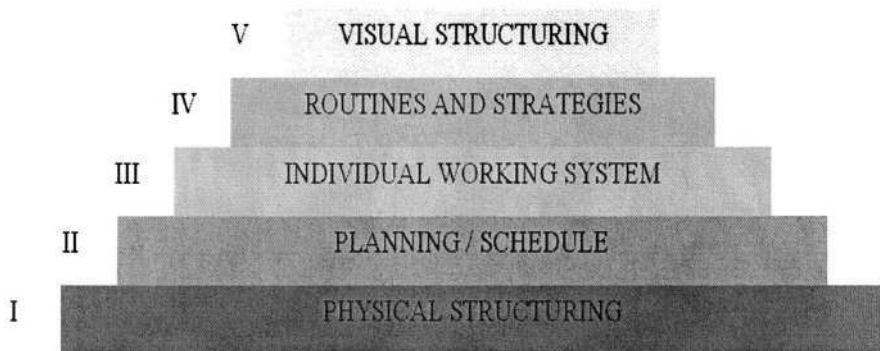 V VISUAL STRUCTURING
IV ROUTINES AND STRATEGIES
III INDIVIDUAL WORKING SYSTEM
II PLANNING / SCHEDULE
I PHYSICAL STRUCTURING